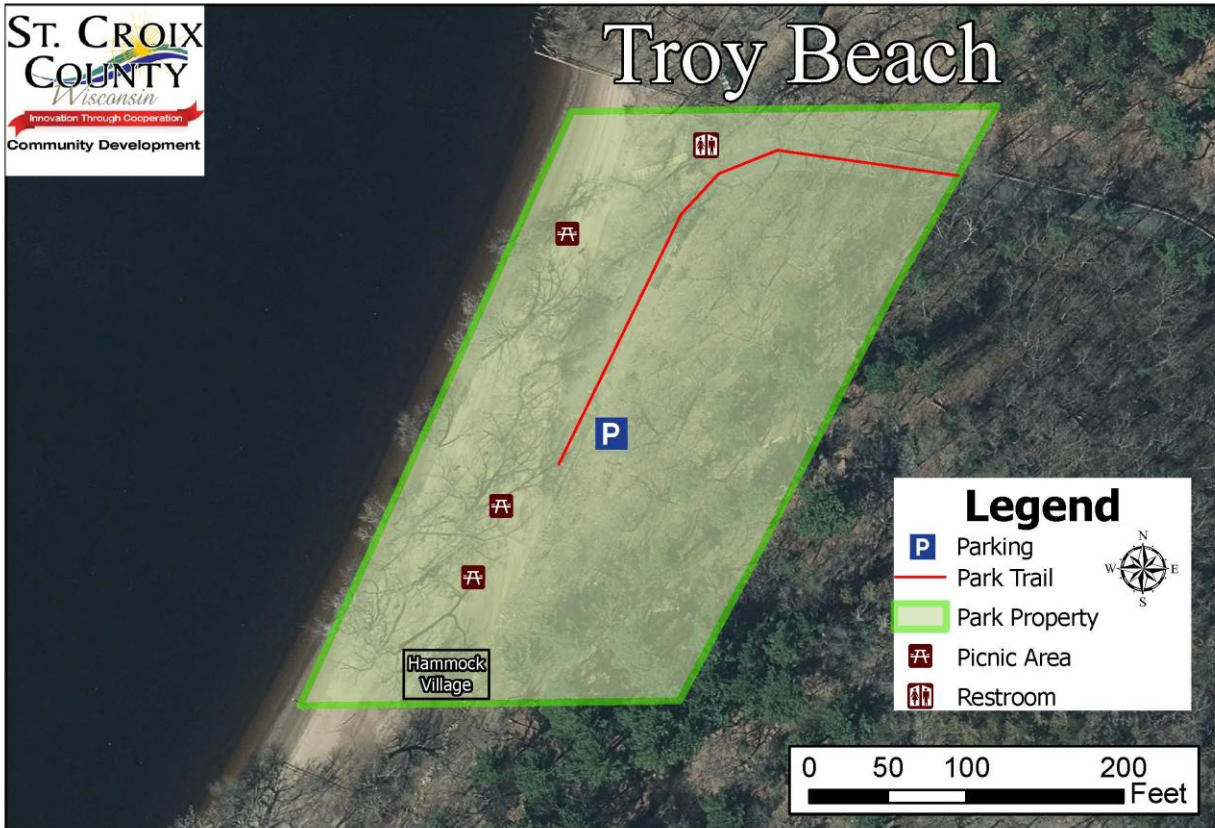 ST. CROIX
COUNTY
Wisconsin
Innovation Through Cooperation
Community Development
Troy Beach
P
Hammock
Village
Legend
P Parking
Park Trail
Park Property
Picnic Area
Restroom
N
W E
S
0 50 100 200
Feet